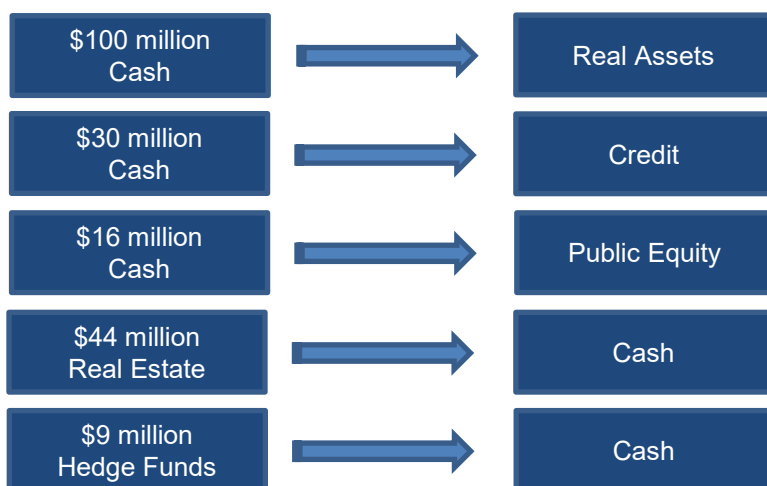 $100 million
Cash
Real Assets
$30 million
Cash
Credit
$16 million
Cash
Public Equity
$44 million
Real Estate
Cash
$9 million
Hedge Funds
Cash